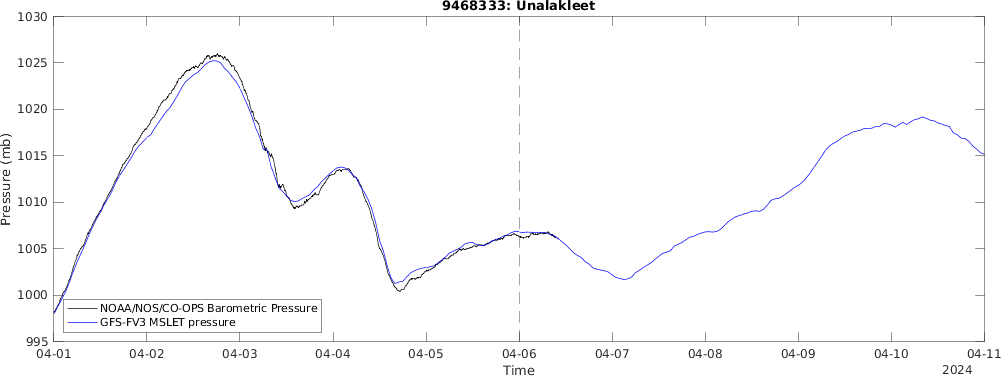 9468333: Unalakleet
1030
1025
1020
1015
1010
1005
1000
995
Pressure (mb)
NOAA/NOS/CO-OPS Barometric Pressure
GFS-FV3 MSLET pressure
04-01 04-02 04-03 04-04 04-05 04-06 04-07 04-08 04-09 04-10 04-11
Time
2024